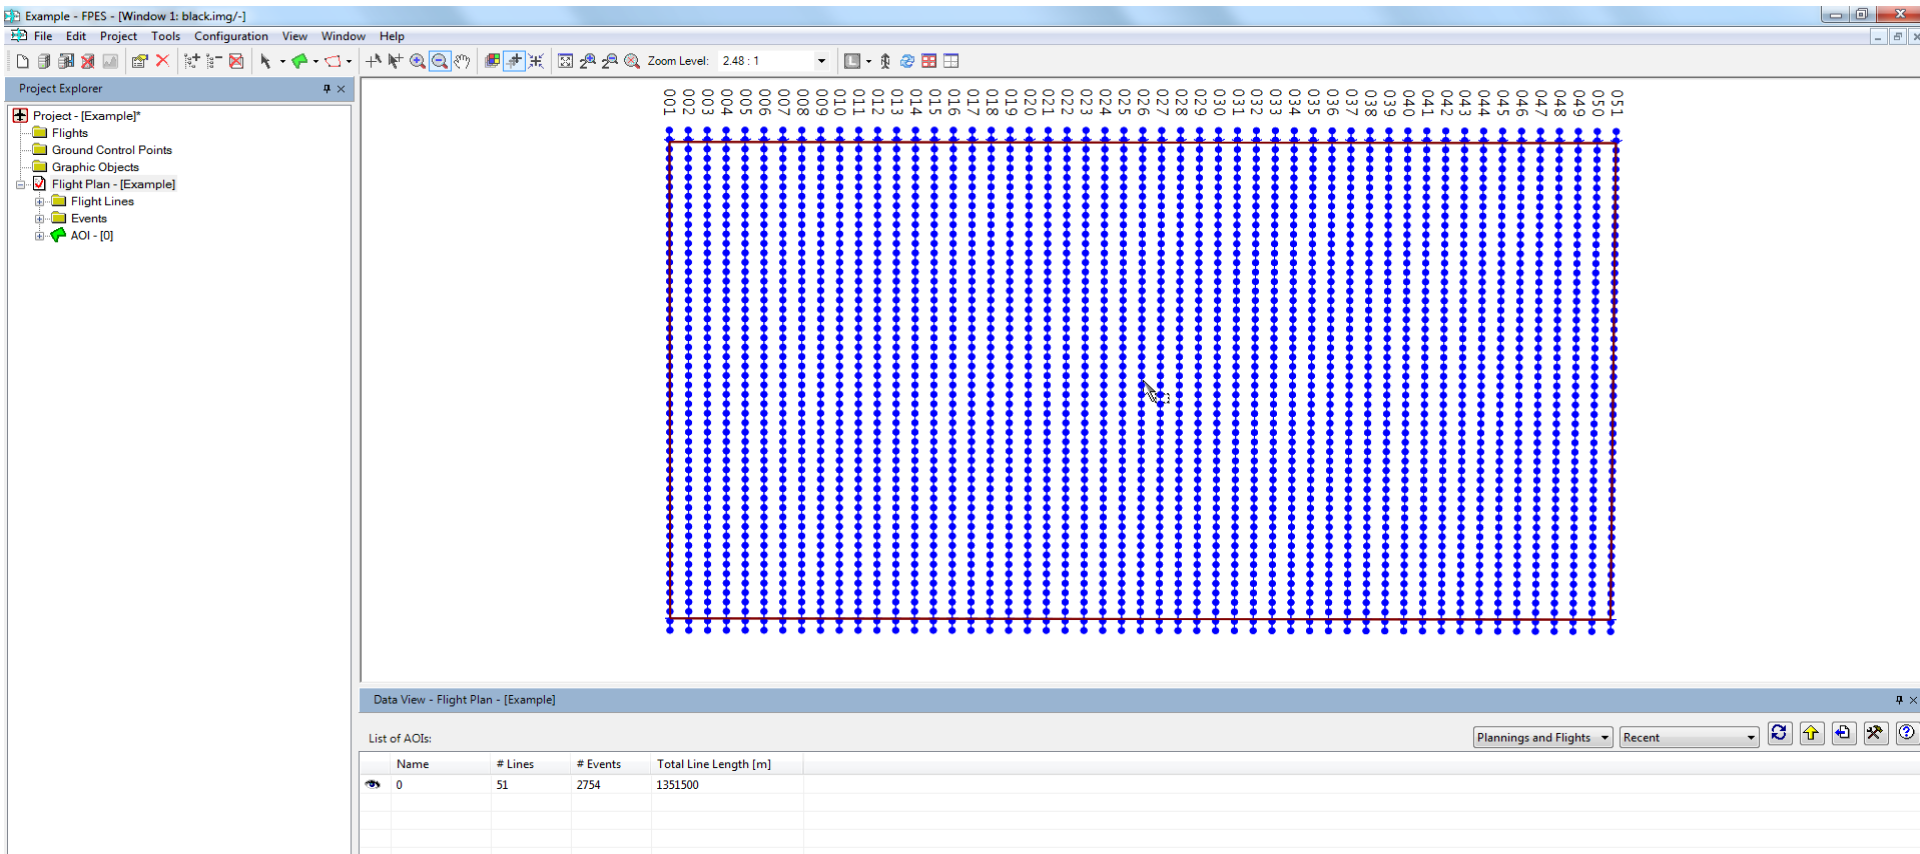 Example - FPES - [Window 1: black.img/-]
File Edit Project Tools Configuration View Window Help
Zoom Level: 2.48 : 1
Project Explorer
Project - [Example]*
Flights
Ground Control Points
Graphic Objects
Flight Plan - [Example]
Flight Lines
Events
AOI - [0]
001 002 003 004 005 006 007 008 009 010 011 012 013 014 015 016 017 018 019 020 021 022 023 024 025 026 027 028 029 030 031 032 033 034 035 036 037 038 039 040 041 042 043 044 045 046 047 048 049 050 051
Data View - Flight Plan - [Example]
List of AOIs:
Plannings and Flights Recent
Name # Lines # Events Total Line Length [m]
0 51 2754 1351500